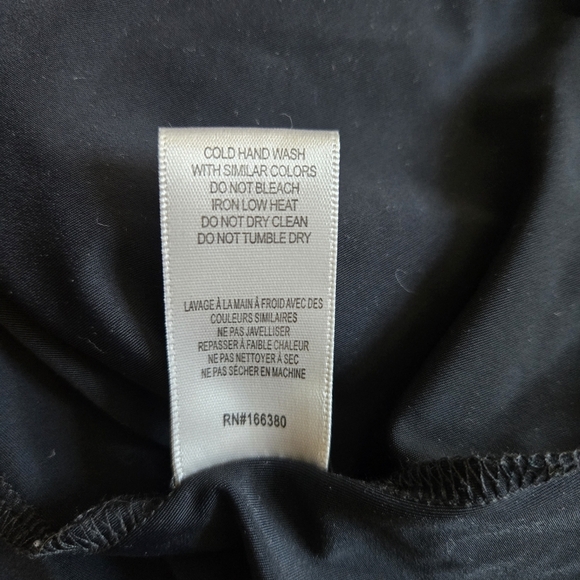 COLD HAND WASH
WITH SIMILAR COLORS
DO NOT BLEACH
IRON LOW HEAT
DO NOT DRY CLEAN
DO NOT TUMBLE DRY
LAVAGE À LA MAIN À FROID AVEC DES
COULEURS SIMILAIRES
NE PAS JAVELLISER
REPASSER À FAIBLE CHALEUR
NE PAS NETTOYER À SEC
NE PAS SÉCHER EN MACHINE
RN#166380